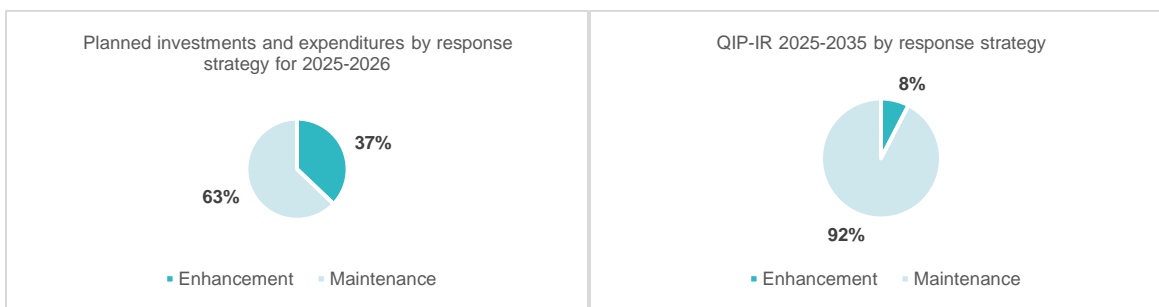 Planned investments and expenditures by response
strategy for 2025-2026
37%
63%
Enhancement Maintenance
QIP-IR 2025-2035 by response strategy
8%
92%
Enhancement Maintenance